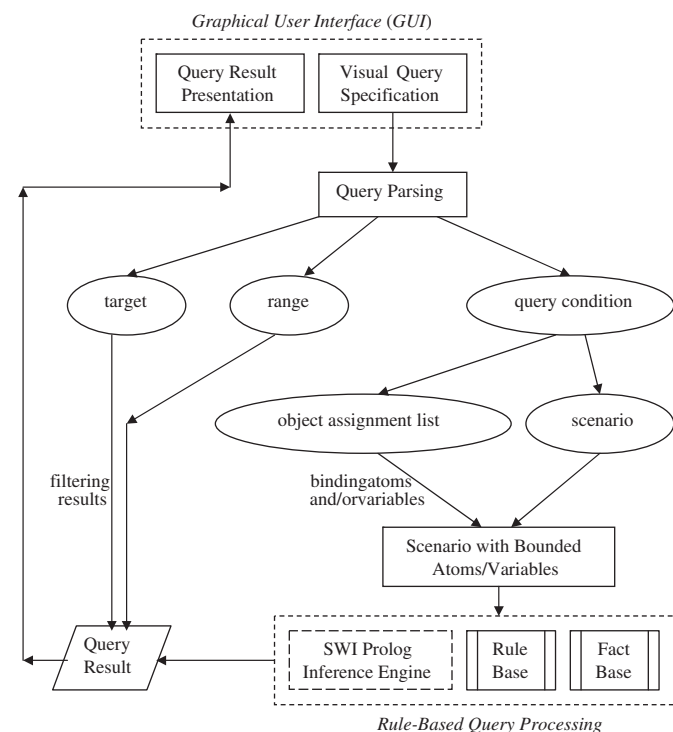 Graphical User Interface (GUI)
Query Result
Presentation
Visual Query
Specification
Query Parsing
target
range
query condition
object assignment list
scenario
filtering
results
bindingatoms
and/orvariables
Scenario with Bounded
Atoms/Variables
Query
Result
SWI Prolog
Inference Engine
Rule
Base
Fact
Base
Rule-Based Query Processing